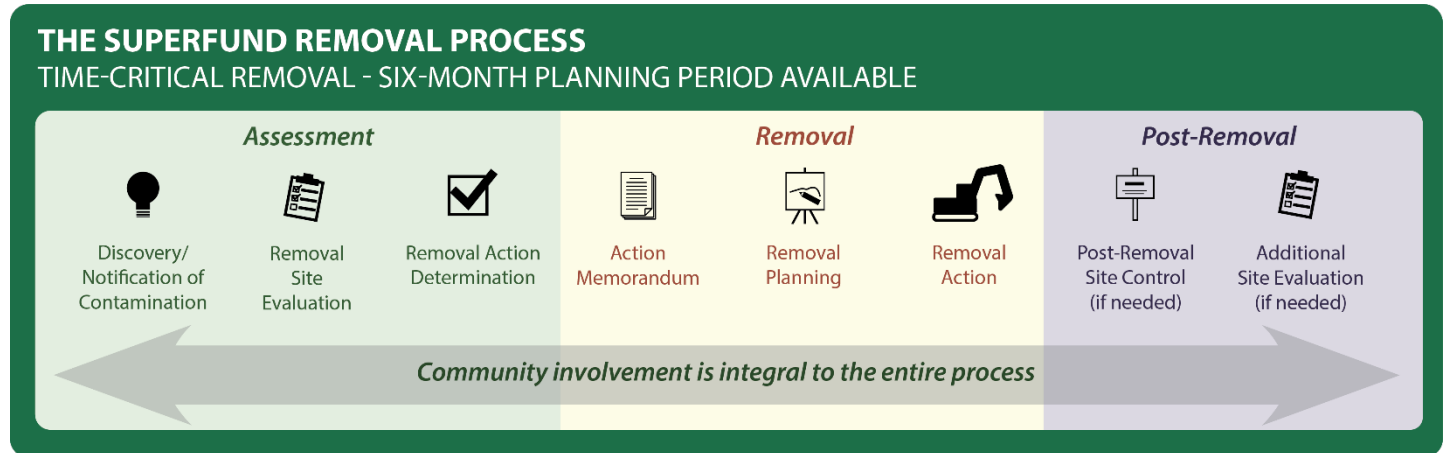 THE SUPERFUND REMOVAL PROCESS
TIME-CRITICAL REMOVAL - SIX-MONTH PLANNING PERIOD AVAILABLE
Assessment
Discovery/
Notification of
Contamination
Removal
Site
Evaluation
Removal Action
Determination
Removal
Action
Memorandum
Removal
Planning
Removal
Action
Post-Removal
Post-Removal
Site Control
(if needed)
Additional
Site Evaluation
(if needed)
Community involvement is integral to the entire process